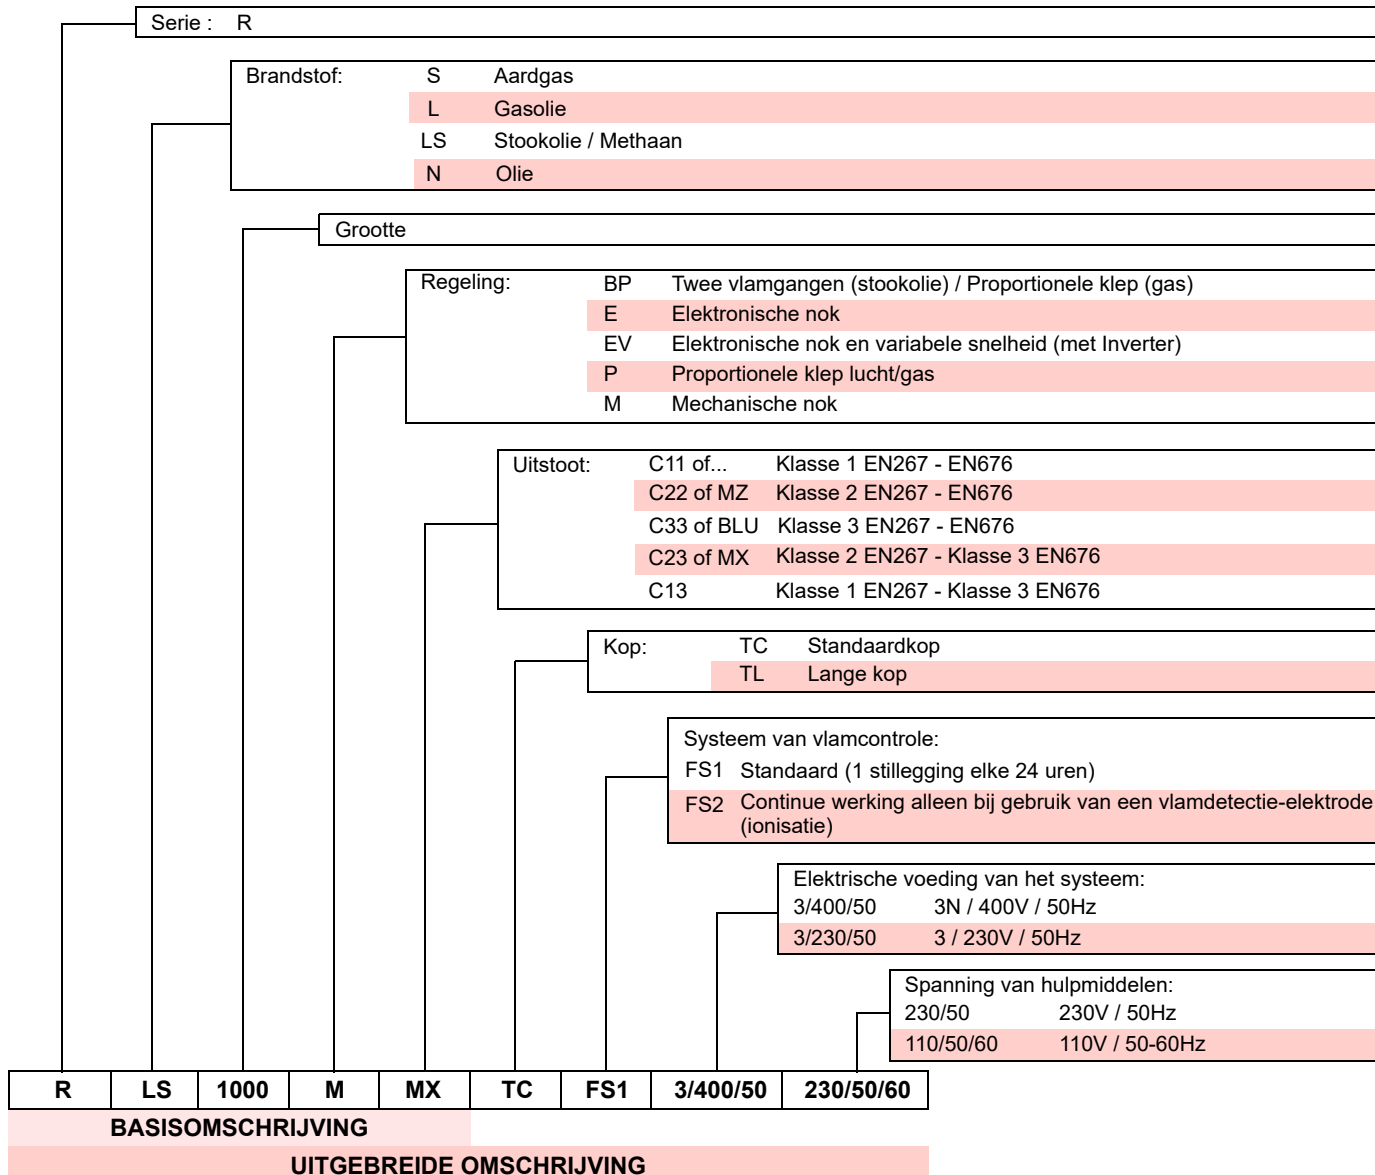 Serie : R
Brandstof: S Aardgas
L Gasolie
LS Stookolie / Methaan
N Olie
Grootte
Regeling: BP Twee vlamgangen (stookolie) / Proportionele klep (gas)
E Elektronische nok
EV Elektronische nok en variabele snelheid (met Inverter)
P Proportionele klep lucht/gas
M Mechanische nok
Uitstoot: C11 of... Klasse 1 EN267 - EN676
C22 of MZ Klasse 2 EN267 - EN676
C33 of BLU Klasse 3 EN267 - EN676
C23 of MX Klasse 2 EN267 - Klasse 3 EN676
C13 Klasse 1 EN267 - Klasse 3 EN676
Kop: TC Standaardkop
TL Lange kop
Systeem van vlamcontrole:
FS1 Standaard (1 stillegging elke 24 uren)
FS2 Continue werking alleen bij gebruik van een vlamdetectie-elektrode
(ionisatie)
Elektrische voeding van het systeem:
3/400/50 3N / 400V / 50Hz
3/230/50 3 / 230V / 50Hz
Spanning van hulpmiddelen:
230/50 230V / 50Hz
110/50/60 110V / 50-60Hz
R LS 1000 M MX TC FS1 3/400/50 230/50/60
BASISOMSCHRIJVING
UITGEBREIDE OMSCHRIJVING